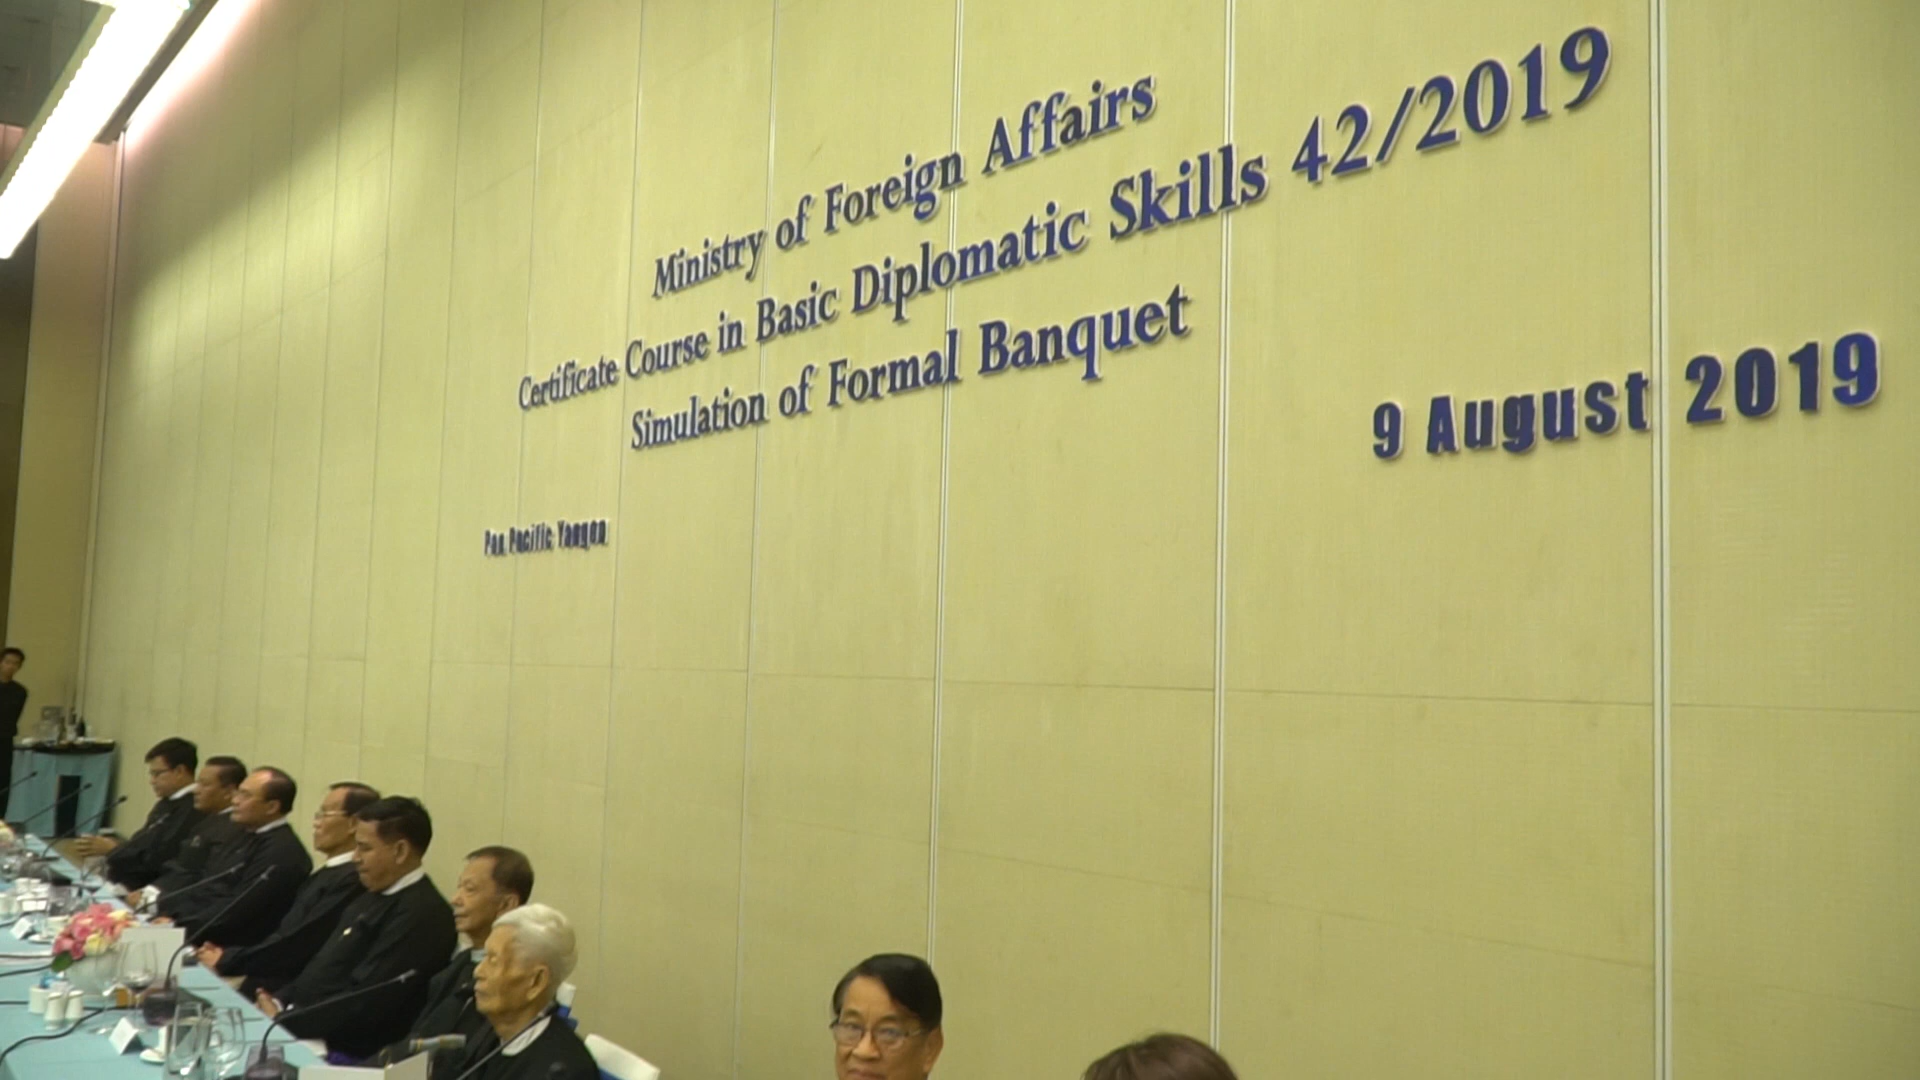 Ministry of Foreign Affairs
Certificate Course in Basic Diplomatic Skills 42/2019
Simulation of Formal Banquet
9 August 2019
Pan Pacific Yangon